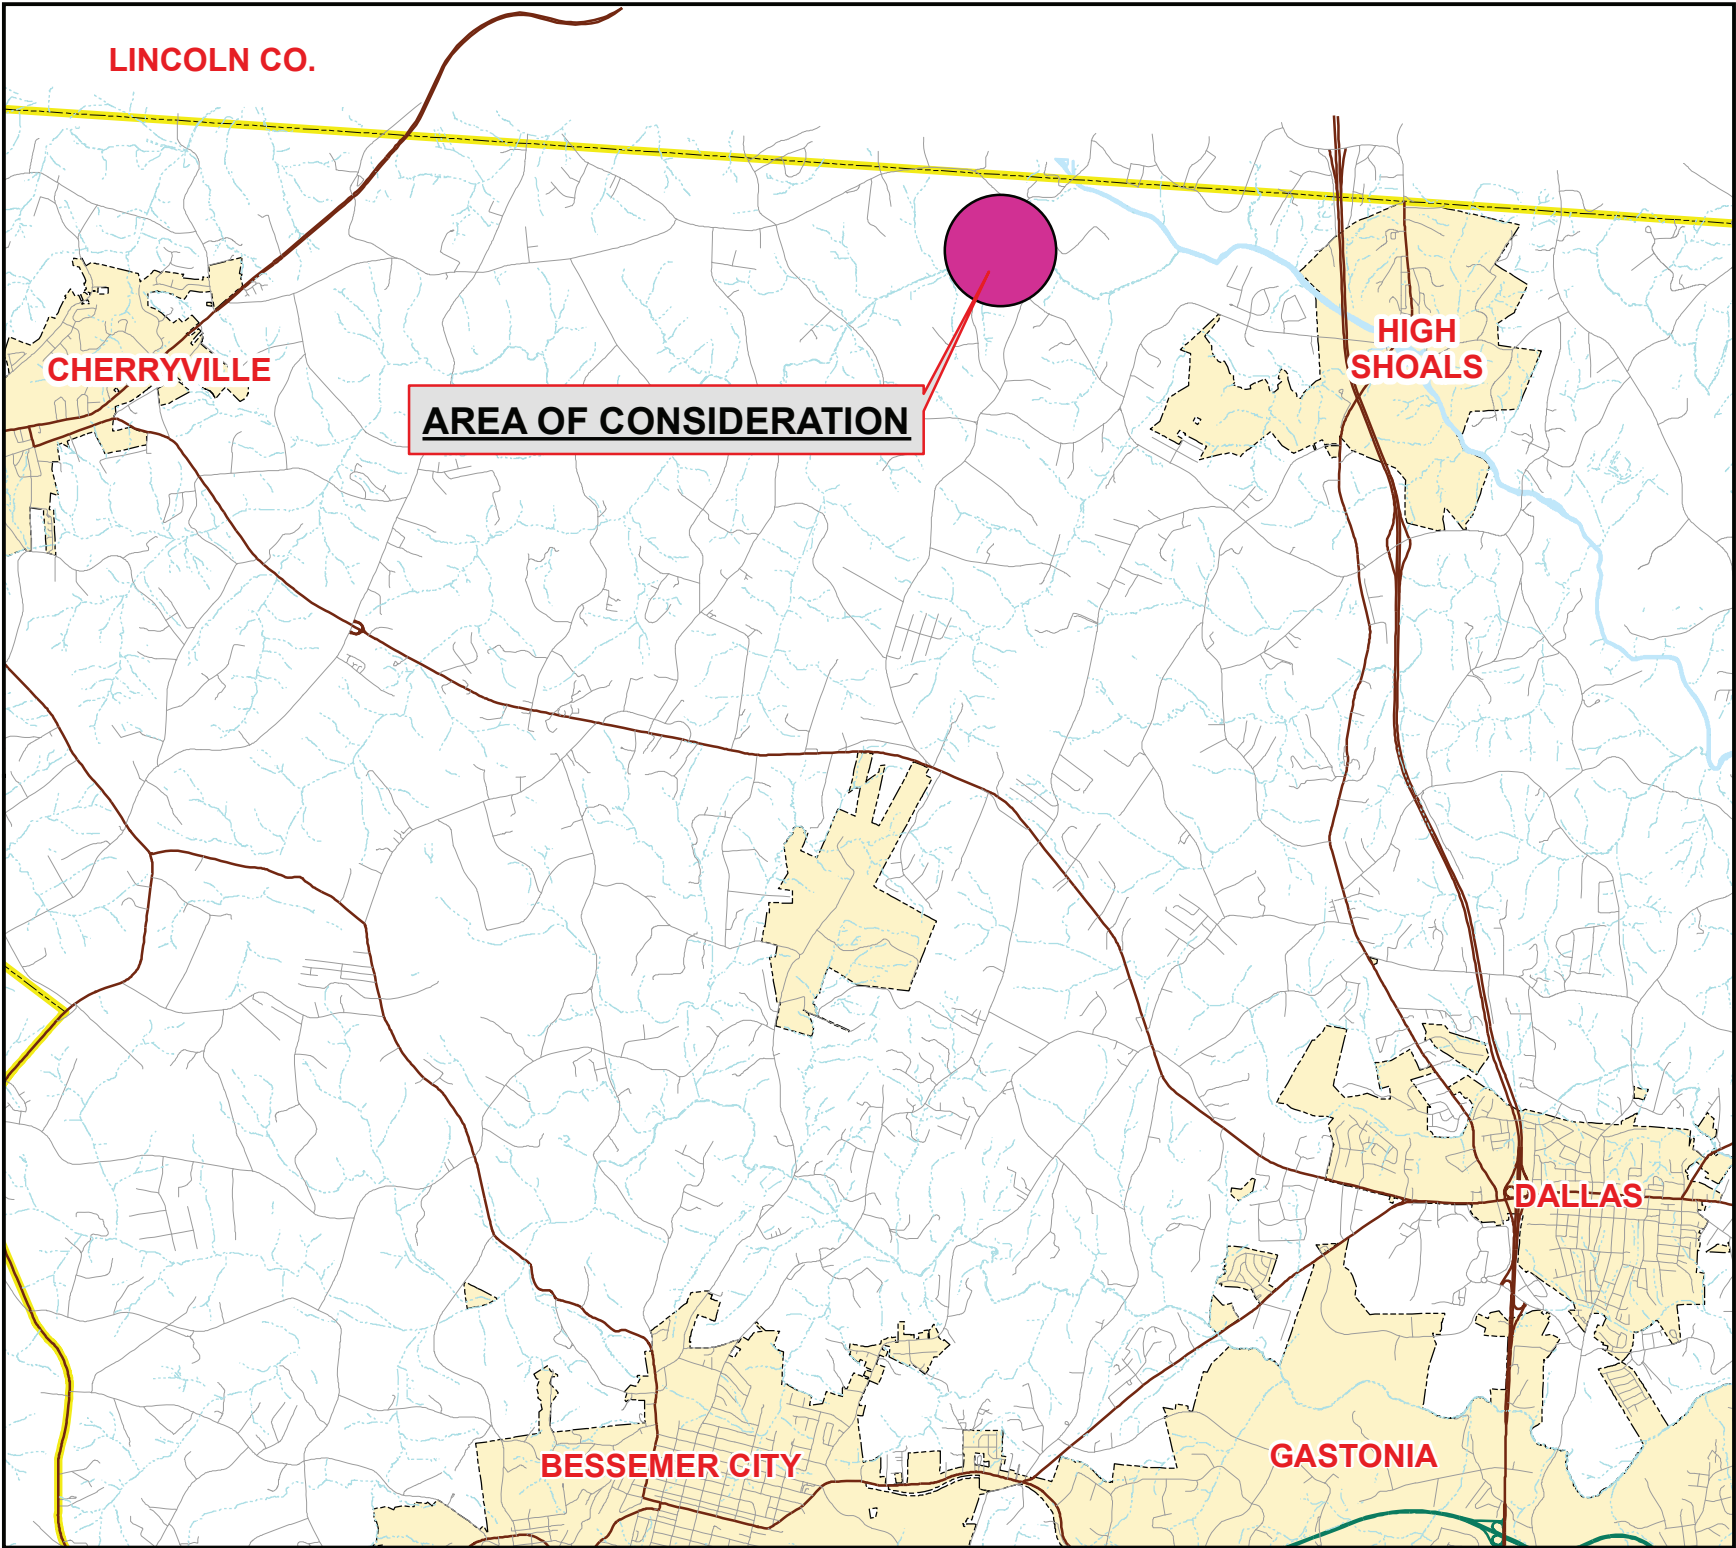 LINCOLN CO.
HIGH
SHOALS
CHERRYVILLE
AREA OF CONSIDERATION
DALLAS
GASTONIA
BESSEMER CITY